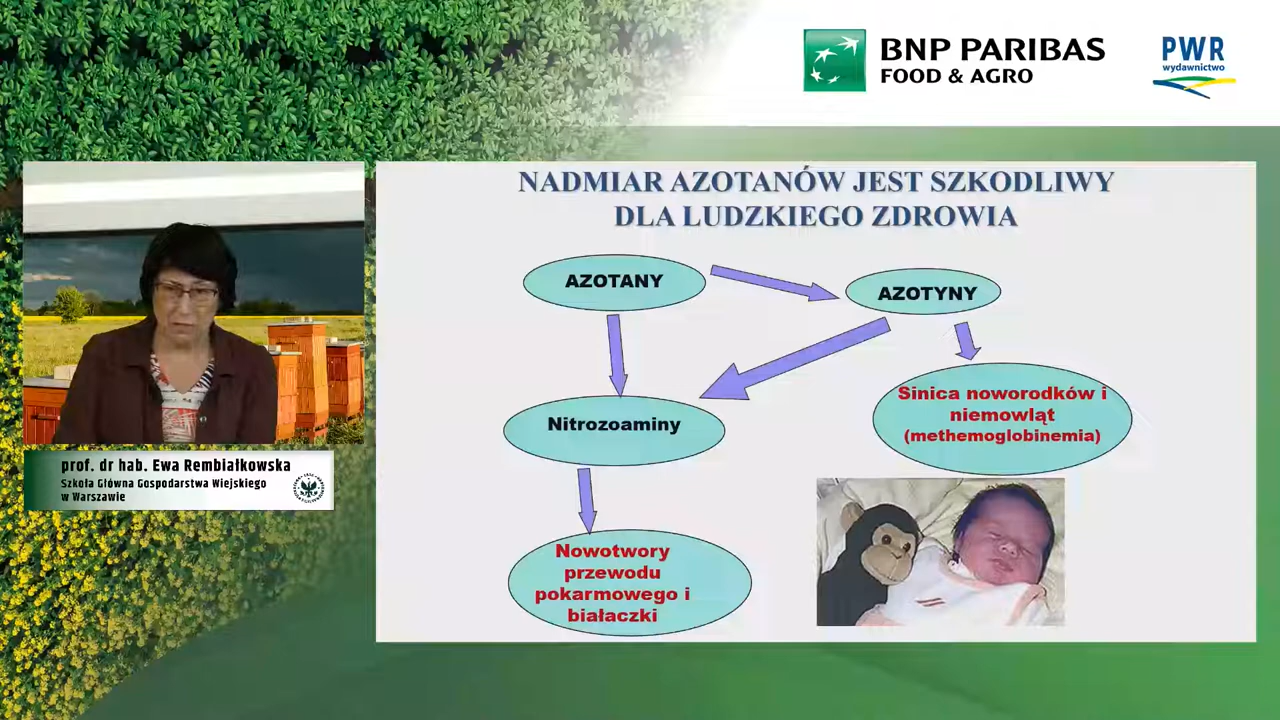 BNP PARIBAS
FOOD & AGRO
PWR
wydawnictwo
NADMIAR AZOTANÓW JEST SZKODLIWY
DLA LUDZKIEGO ZDROWIA
AZOTANY
AZOTYNY
Nitrozoaminy
Sinica noworodków i
niemowląt
(methemoglobinemia)
Nowotwory
przewodu
pokarmowego i
białaczki
prof. dr hab. Ewa Rembiałkowska
Szkoła Główna Gospodarstwa Wiejskiego
w Warszawie